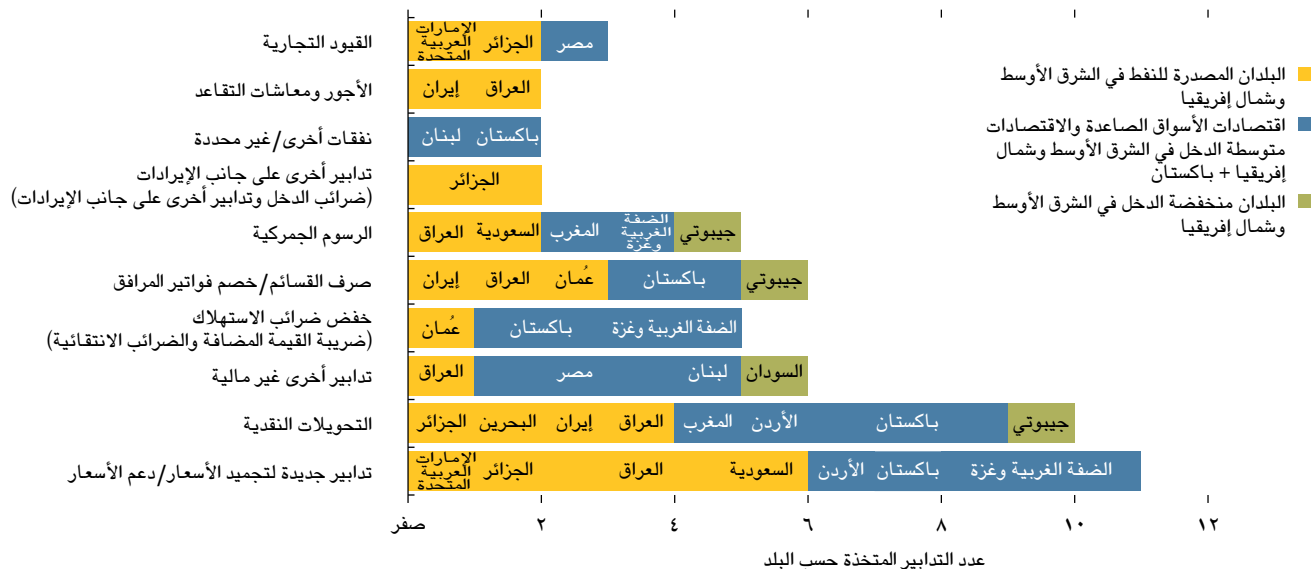 القيود التجارية
الإمارات
العربية
المتحدة
الجزائر
مصر
الأجور ومعاشات التقاعد
إيران
العراق
نفقات أخرى/غير محددة
لبنان
باكستان
تدابير أخرى على جانب الإيرادات
(ضرائب الدخل وتدابير أخرى على جانب الإيرادات)
الجزائر
الرسوم الجمركية
العراق
السعودية
المغرب
الضفة
الغربية
وغزة
جيبوتي
صرف القسائم/خصم فواتير المرافق
إيران
العراق
عُمان
باكستان
جيبوتي
خفض ضرائب الاستهلاك
(ضريبة القيمة المضافة والضرائب الانتقائية)
عُمان
باكستان
الضفة الغربية وغزة
تدابير أخرى غير مالية
العراق
مصر
لبنان
السودان
التحويلات النقدية
الجزائر
البحرين
إيران
العراق
المغرب
الأردن
باكستان
جيبوتي
تدابير جديدة لتجميد الأسعار/دعم الأسعار
الإمارات
العربية
المتحدة
الجزائر
العراق
السعودية
الأردن
باكستان
الضفة الغربية وغزة
صفر
٢
٤
٦
٨
١٠
١٢
عدد التدابير المتخذة حسب البلد
البلدان المصدرة للنفط في الشرق الأوسط
وشمال إفريقيا
اقتصادات الأسواق الصاعدة والاقتصادات
متوسطة الدخل في الشرق الأوسط وشمال
إفريقيا + باكستان
البلدان منخفضة الدخل في الشرق الأوسط
وشمال إفريقيا